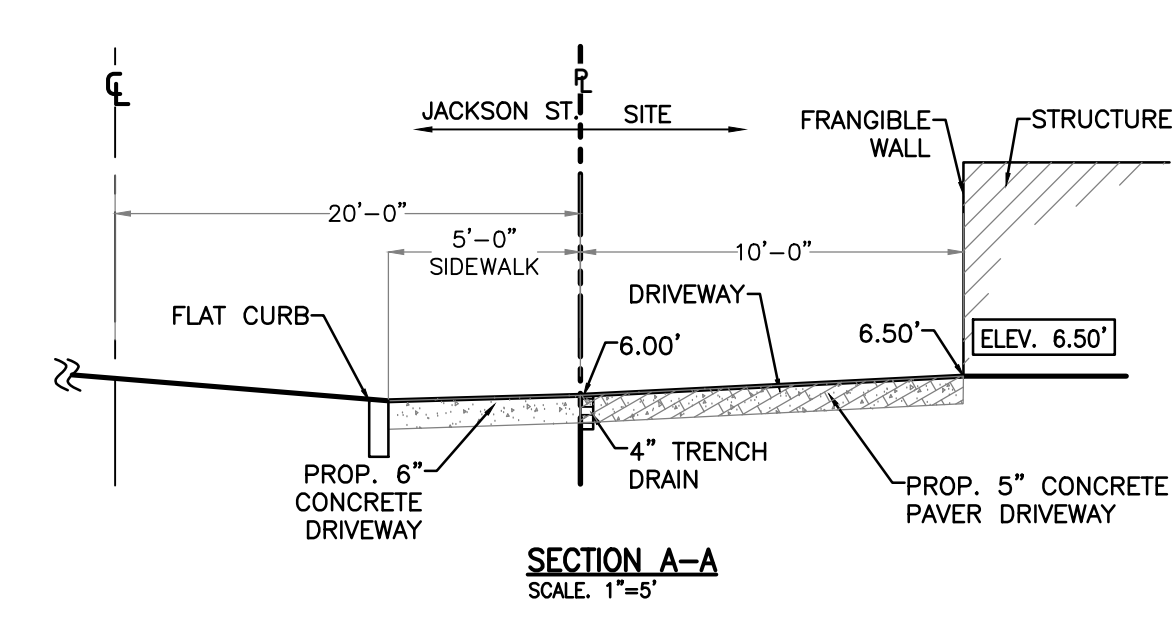 ℄
PL
JACKSON ST.
SITE
FRANGIBLE
WALL
STRUCTURE
20'-0"
5'-0"
SIDEWALK
10'-0"
DRIVEWAY
FLAT CURB
6.00'
6.50'
ELEV. 6.50'
4" TRENCH
DRAIN
PROP. 6"
CONCRETE
DRIVEWAY
PROP. 5" CONCRETE
PAVER DRIVEWAY
SECTION A-A
SCALE. 1"=5'